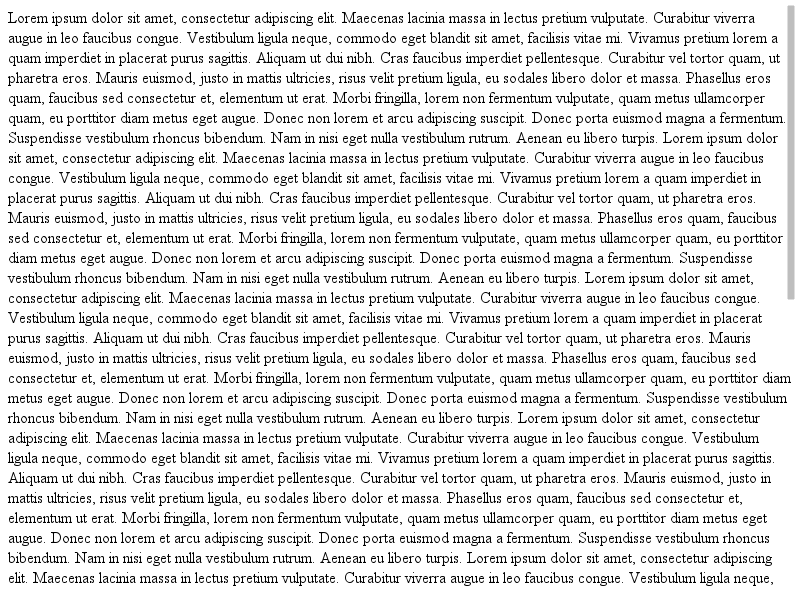 Lorem ipsum dolor sit amet, consectetur adipiscing elit. Maecenas lacinia massa in lectus pretium vulputate. Curabitur viverra
augue in leo faucibus congue. Vestibulum ligula neque, commodo eget blandit sit amet, facilisis vitae mi. Vivamus pretium lorem a
quam imperdiet in placerat purus sagittis. Aliquam ut dui nibh. Cras faucibus imperdiet pellentesque. Curabitur vel tortor quam, ut
pharetra eros. Mauris euismod, justo in mattis ultricies, risus velit pretium ligula, eu sodales libero dolor et massa. Phasellus eros
quam, faucibus sed consectetur et, elementum ut erat. Morbi fringilla, lorem non fermentum vulputate, quam metus ullamcorper
quam, eu porttitor diam metus eget augue. Donec non lorem et arcu adipiscing suscipit. Donec porta euismod magna a fermentum.
Suspendisse vestibulum rhoncus bibendum. Nam in nisi eget nulla vestibulum rutrum. Aenean eu libero turpis. Lorem ipsum dolor
sit amet, consectetur adipiscing elit. Maecenas lacinia massa in lectus pretium vulputate. Curabitur viverra augue in leo faucibus
congue. Vestibulum ligula neque, commodo eget blandit sit amet, facilisis vitae mi. Vivamus pretium lorem a quam imperdiet in
placerat purus sagittis. Aliquam ut dui nibh. Cras faucibus imperdiet pellentesque. Curabitur vel tortor quam, ut pharetra eros.
Mauris euismod, justo in mattis ultricies, risus velit pretium ligula, eu sodales libero dolor et massa. Phasellus eros quam, faucibus
sed consectetur et, elementum ut erat. Morbi fringilla, lorem non fermentum vulputate, quam metus ullamcorper quam, eu porttitor
diam metus eget augue. Donec non lorem et arcu adipiscing suscipit. Donec porta euismod magna a fermentum. Suspendisse
vestibulum rhoncus bibendum. Nam in nisi eget nulla vestibulum rutrum. Aenean eu libero turpis. Lorem ipsum dolor sit amet,
consectetur adipiscing elit. Maecenas lacinia massa in lectus pretium vulputate. Curabitur viverra augue in leo faucibus congue.
Vestibulum ligula neque, commodo eget blandit sit amet, facilisis vitae mi. Vivamus pretium lorem a quam imperdiet in placerat
purus sagittis. Aliquam ut dui nibh. Cras faucibus imperdiet pellentesque. Curabitur vel tortor quam, ut pharetra eros. Mauris
euismod, justo in mattis ultricies, risus velit pretium ligula, eu sodales libero dolor et massa. Phasellus eros quam, faucibus sed
consectetur et, elementum ut erat. Morbi fringilla, lorem non fermentum vulputate, quam metus ullamcorper quam, eu porttitor diam
metus eget augue. Donec non lorem et arcu adipiscing suscipit. Donec porta euismod magna a fermentum. Suspendisse vestibulum
rhoncus bibendum. Nam in nisi eget nulla vestibulum rutrum. Aenean eu libero turpis. Lorem ipsum dolor sit amet, consectetur
adipiscing elit. Maecenas lacinia massa in lectus pretium vulputate. Curabitur viverra augue in leo faucibus congue. Vestibulum
ligula neque, commodo eget blandit sit amet, facilisis vitae mi. Vivamus pretium lorem a quam imperdiet in placerat purus sagittis.
Aliquam ut dui nibh. Cras faucibus imperdiet pellentesque. Curabitur vel tortor quam, ut pharetra eros. Mauris euismod, justo in
mattis ultricies, risus velit pretium ligula, eu sodales libero dolor et massa. Phasellus eros quam, faucibus sed consectetur et,
elementum ut erat. Morbi fringilla, lorem non fermentum vulputate, quam metus ullamcorper quam, eu porttitor diam metus eget
augue. Donec non lorem et arcu adipiscing suscipit. Donec porta euismod magna a fermentum. Suspendisse vestibulum rhoncus
bibendum. Nam in nisi eget nulla vestibulum rutrum. Aenean eu libero turpis. Lorem ipsum dolor sit amet, consectetur adipiscing
elit. Maecenas lacinia massa in lectus pretium vulputate. Curabitur viverra augue in leo faucibus congue. Vestibulum ligula neque,